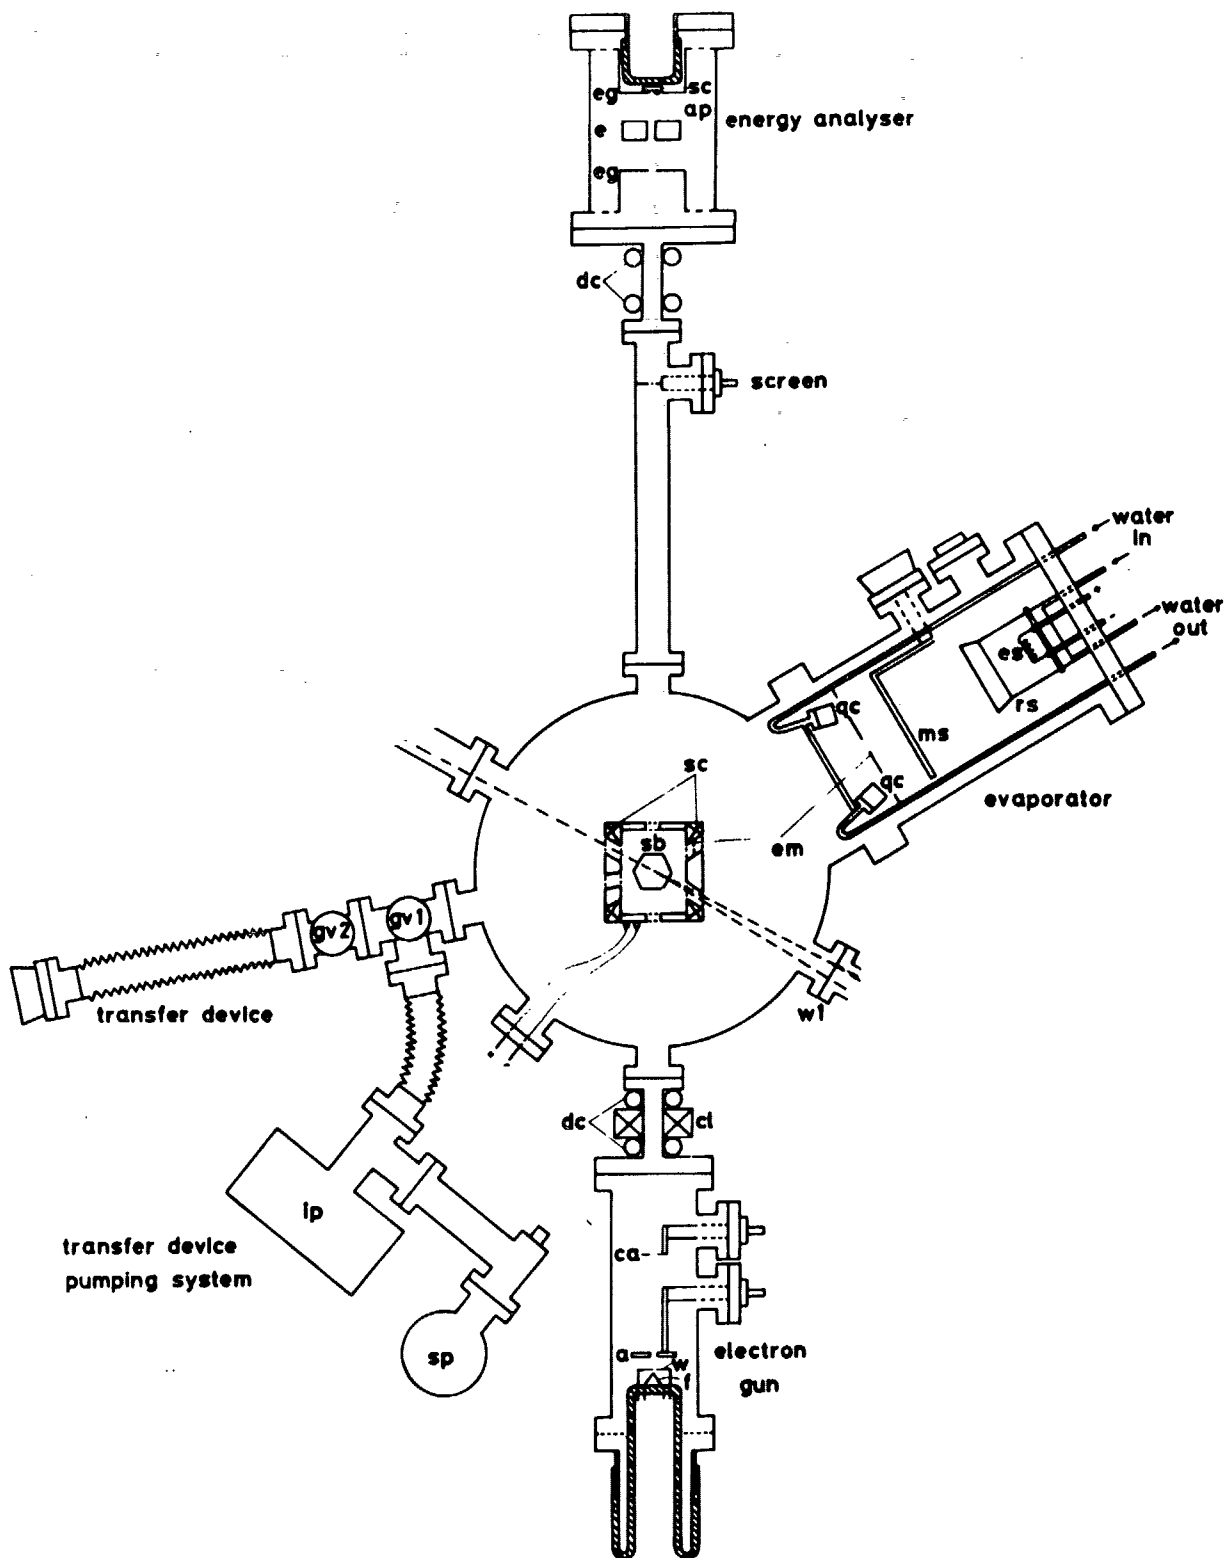 eg
sc
ap
energy analyser
e
eg
dc
screen
water
in
water
out
es
rs
qc
ms
qc
evaporator
sc
sb
em
gv2
gv1
transfer device
w1
dc
cl
ip
ca
transfer device
pumping system
sp
a
w
f
electron
gun